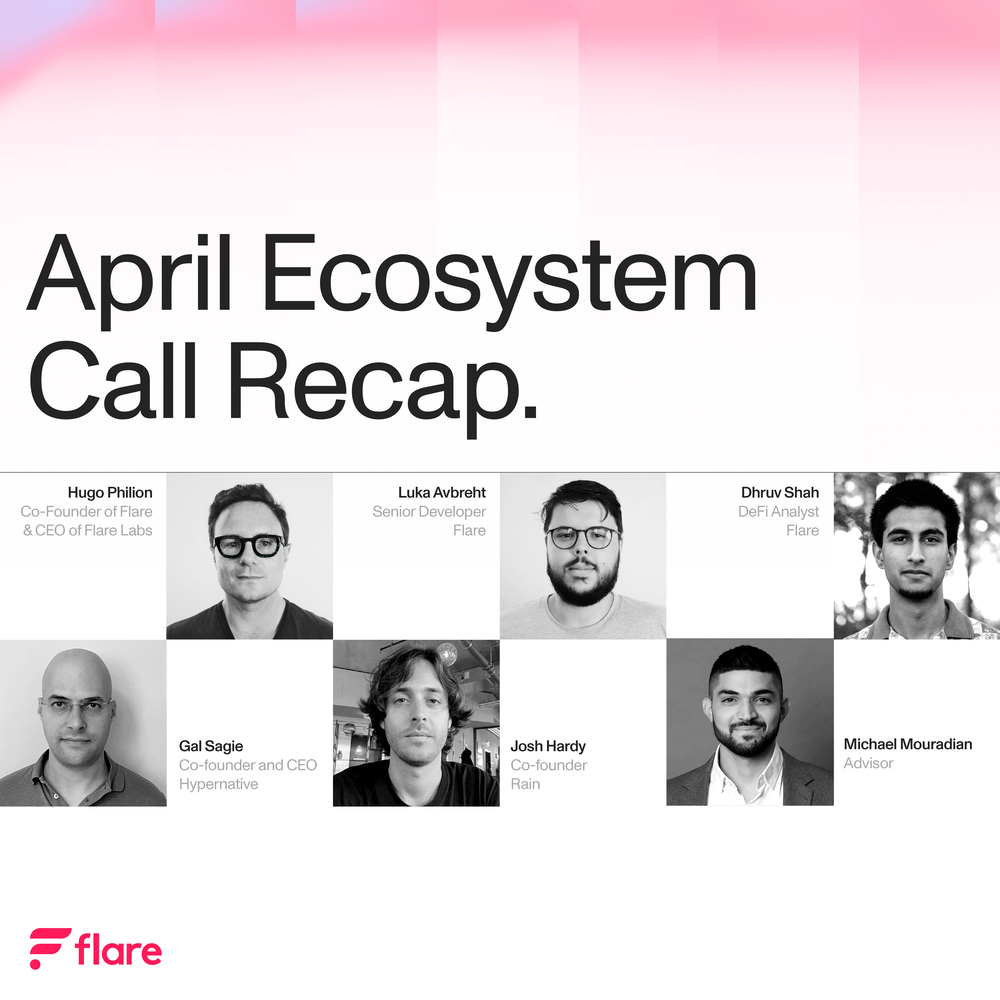 April Ecosystem
Call Recap.
Hugo Philion
Co-Founder of Flare
& CEO of Flare Labs
Luka Avbreht
Senior Developer
Flare
Dhruv Shah
DeFi Analyst
Flare
Gal Sagie
Co-founder and CEO
Hypernative
Josh Hardy
Co-founder
Rain
Michael Mouradian
Advisor
flare